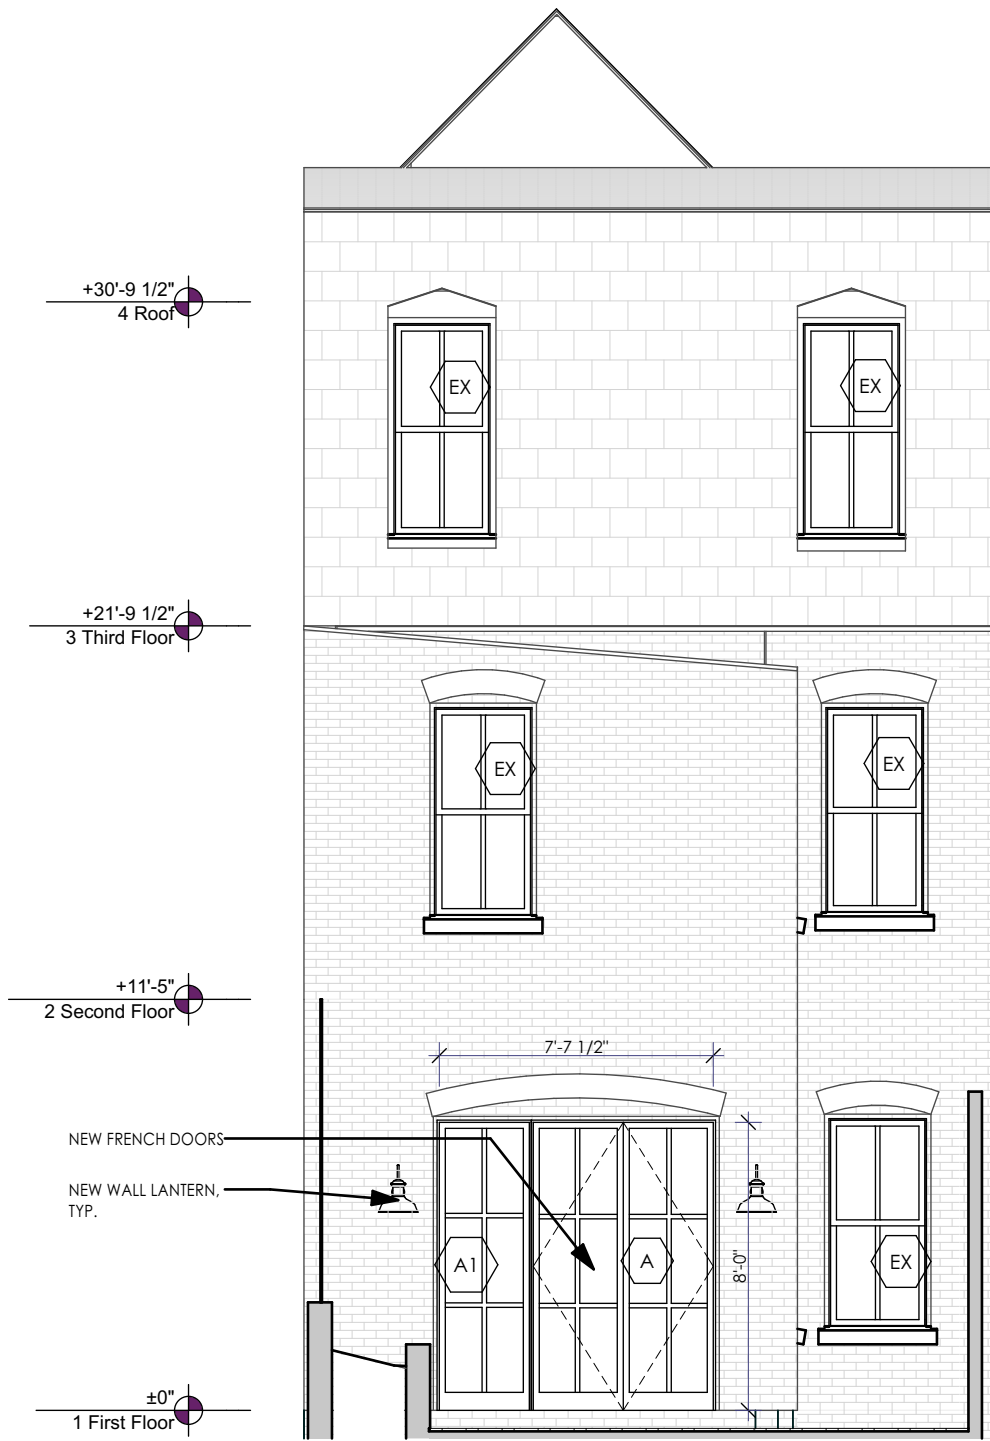 +30'-9 1/2"
4 Roof
EX
EX
+21'-9 1/2"
3 Third Floor
EX
EX
+11'-5"
2 Second Floor
7'-7 1/2"
NEW FRENCH DOORS
NEW WALL LANTERN,
TYP.
A1
A
8'-0"
EX
±0"
1 First Floor